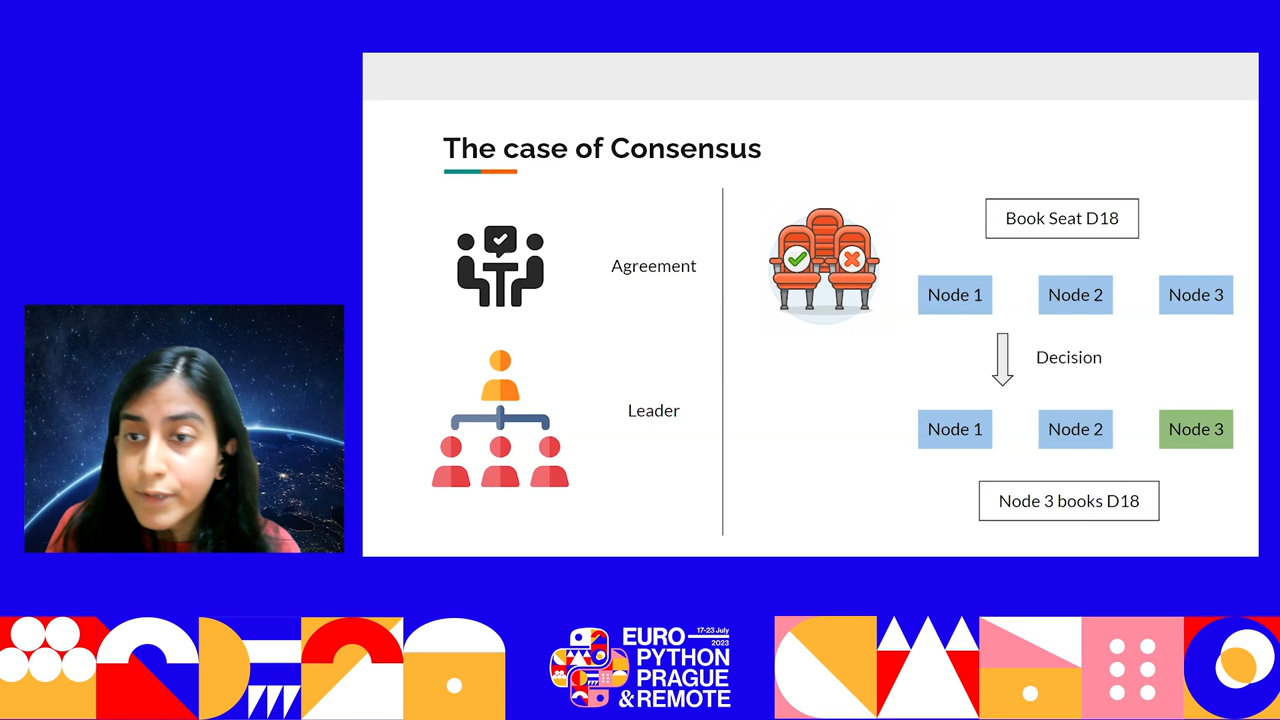 The case of Consensus
Agreement
Leader
Book Seat D18
Node 1
Node 2
Node 3
Decision
Node 1
Node 2
Node 3
Node 3 books D18
EURO
17-23 July
2023
PYTHON
PRAGUE
& REMOTE